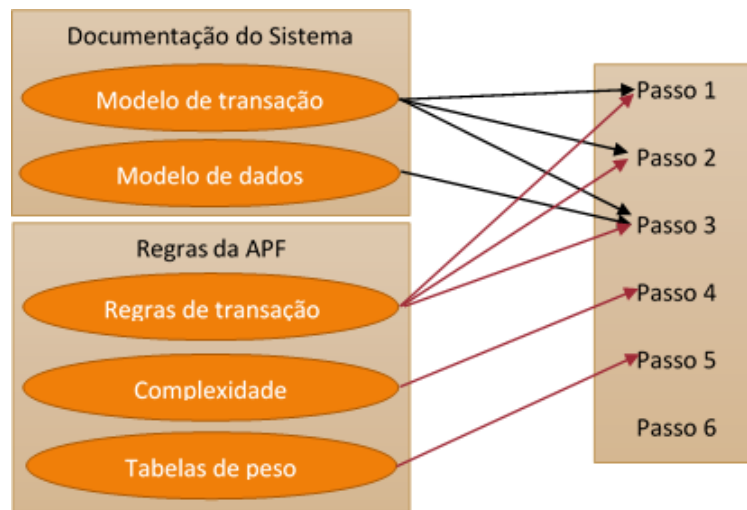 Documentação do Sistema
Modelo de transação
Modelo de dados
Regras da APF
Regras de transação
Complexidade
Tabelas de peso
Passo 1
Passo 2
Passo 3
Passo 4
Passo 5
Passo 6